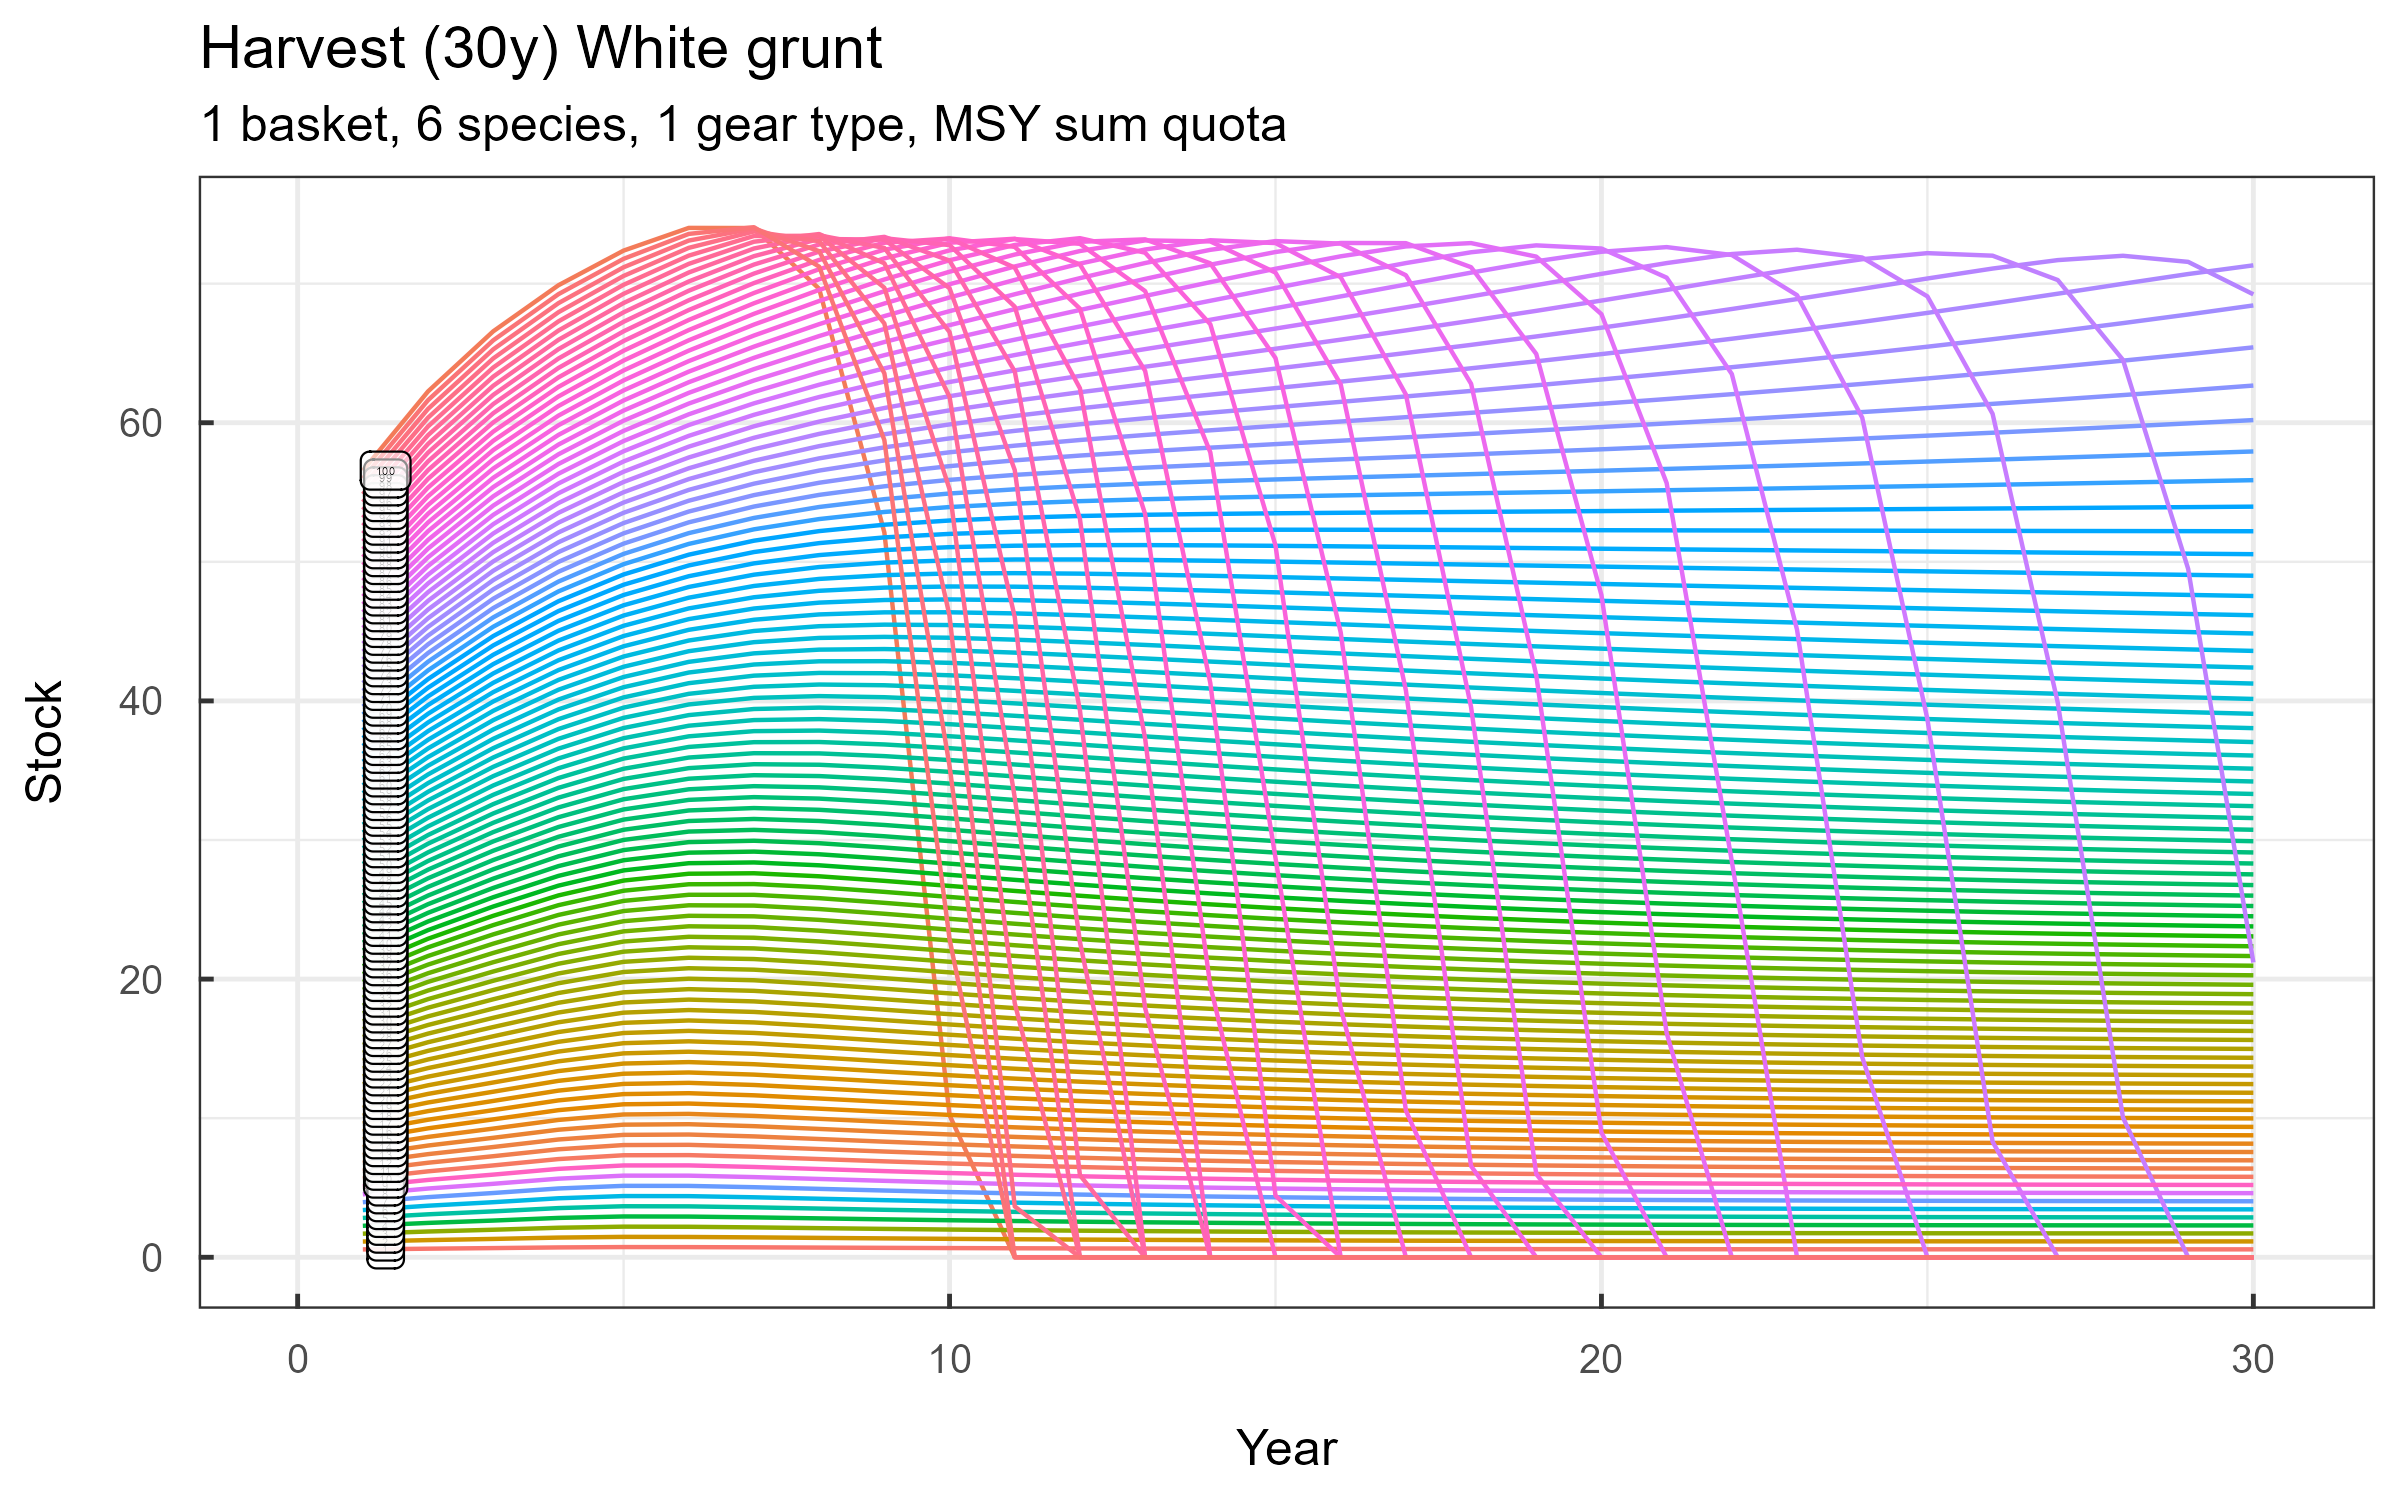 Harvest (30y) White grunt
1 basket, 6 species, 1 gear type, MSY sum quota
Stock
60
40
20
0
0 10 20 30
Year